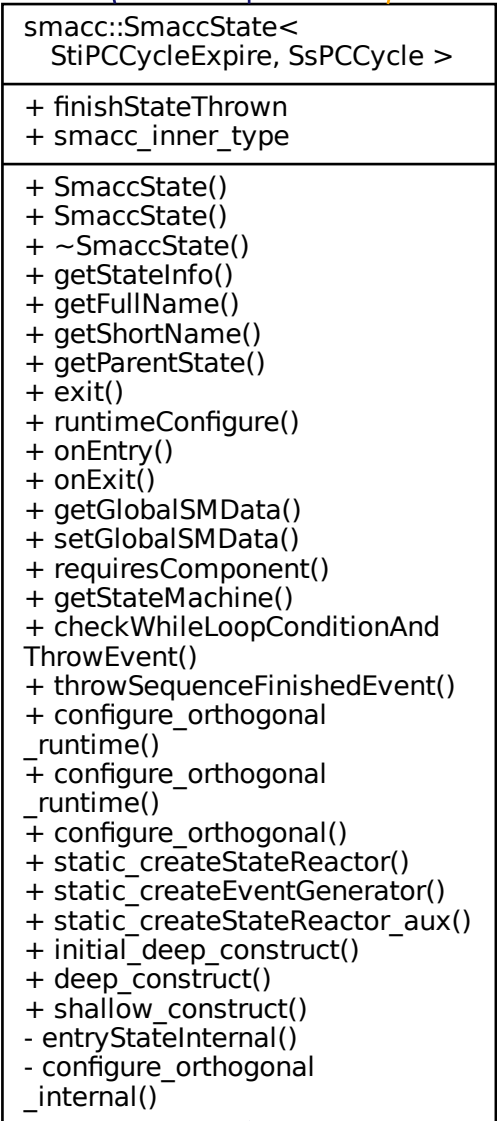 smacc::SmaccState<
StiPCCycleExpire, SsPCCycle >
+ finishStateThrown
+ smacc_inner_type
+ SmaccState()
+ SmaccState()
+ ~SmaccState()
+ getStateInfo()
+ getFullName()
+ getShortName()
+ getParentState()
+ exit()
+ runtimeConfigure()
+ onEntry()
+ onExit()
+ getGlobalSMData()
+ setGlobalSMData()
+ requiresComponent()
+ getStateMachine()
+ checkWhileLoopConditionAnd
ThrowEvent()
+ throwSequenceFinishedEvent()
+ configure_orthogonal
_runtime()
+ configure_orthogonal
_runtime()
+ configure_orthogonal()
+ static_createStateReactor()
+ static_createEventGenerator()
+ static_createStateReactor_aux()
+ initial_deep_construct()
+ deep_construct()
+ shallow_construct()
- entryStateInternal()
- configure_orthogonal
_internal()